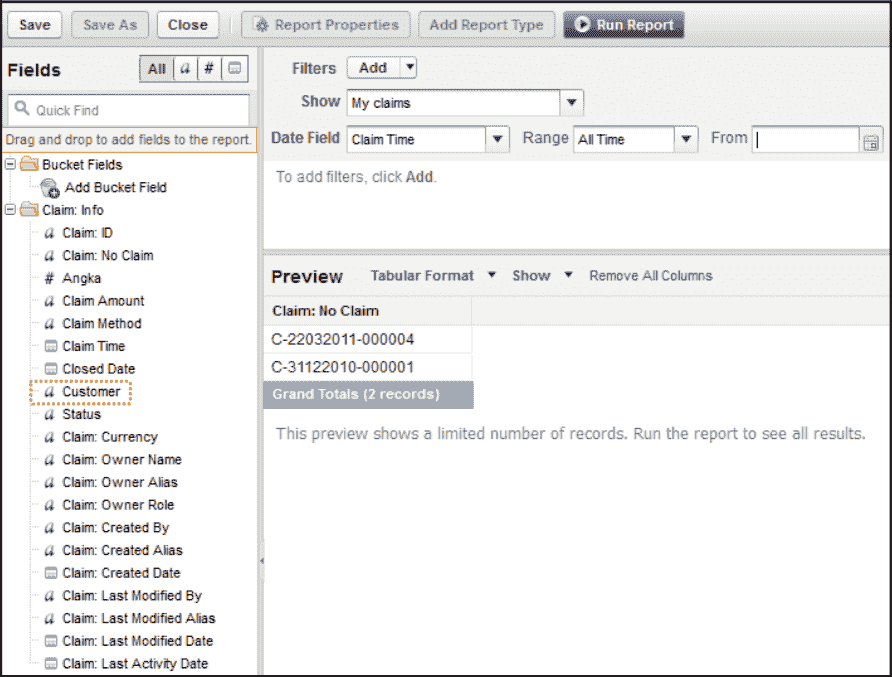 Save Save As Close Report Properties Add Report Type Run Report
Fields All a #
Quick Find
Drag and drop to add fields to the report.
Bucket Fields
Add Bucket Field
Claim: Info
a Claim: ID
a Claim: No Claim
# Angka
a Claim Amount
a Claim Method
Claim Time
Closed Date
a Customer
a Status
a Claim: Currency
a Claim: Owner Name
a Claim: Owner Alias
a Claim: Owner Role
a Claim: Created By
a Claim: Created Alias
Claim: Created Date
a Claim: Last Modified By
a Claim: Last Modified Alias
Claim: Last Modified Date
Claim: Last Activity Date
Filters Add
Show My claims
Date Field Claim Time Range All Time From
To add filters, click Add.
Preview Tabular Format Show Remove All Columns
Claim: No Claim
C-22032011-000004
C-31122010-000001
Grand Totals (2 records)
This preview shows a limited number of records. Run the report to see all results.